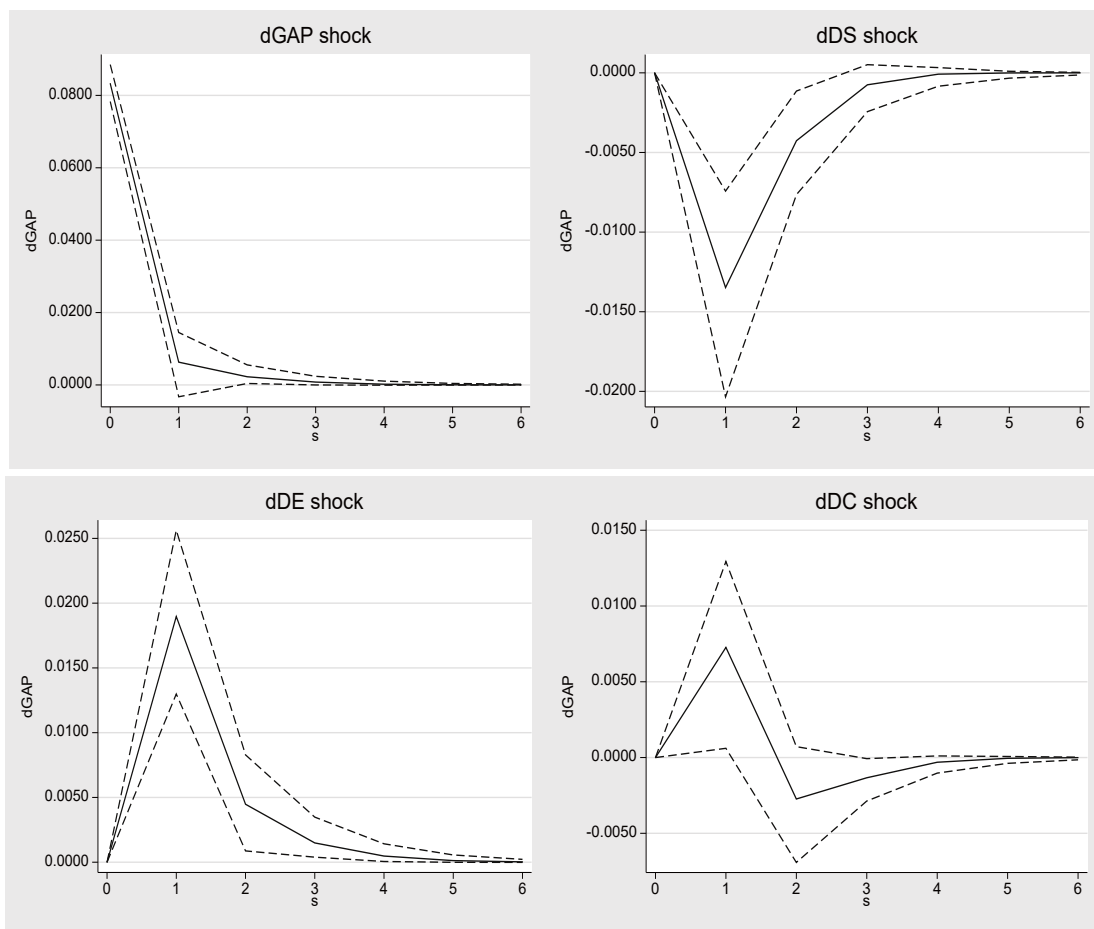 dGAP shock
dGAP
0.0800
0.0600
0.0400
0.0200
0.0000
0 1 2 3 4 5 6
s
dDS shock
dGAP
0.0000
-0.0050
-0.0100
-0.0150
-0.0200
0 1 2 3 4 5 6
s
dDE shock
dGAP
0.0250
0.0200
0.0150
0.0100
0.0050
0.0000
0 1 2 3 4 5 6
s
dDC shock
dGAP
0.0150
0.0100
0.0050
0.0000
-0.0050
0 1 2 3 4 5 6
s